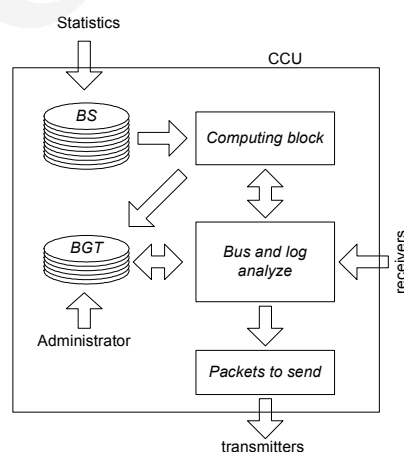 Statistics
CCU
BS
Computing block
BGT
Bus and log
analyze
receivers
Administrator
Packets to send
transmitters